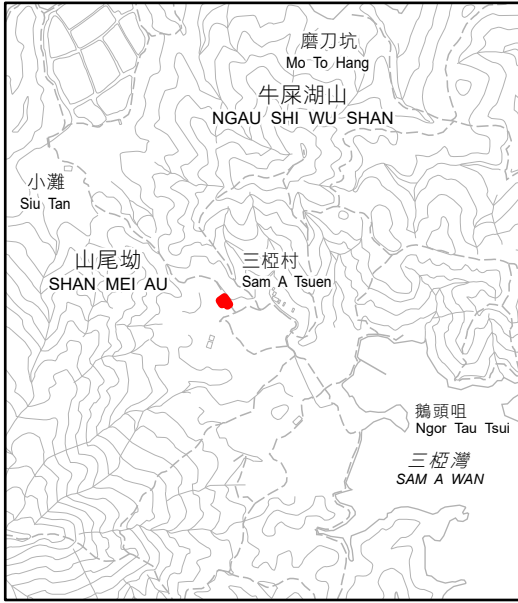 磨刀坑
Mo To Hang
牛屎湖山
NGAU SHI WU SHAN
小灘
Siu Tan
山尾坳
SHAN MEI AU
三椏村
Sam A Tsuen
鵝頭咀
Ngor Tau Tsui
三椏灣
SAM A WAN